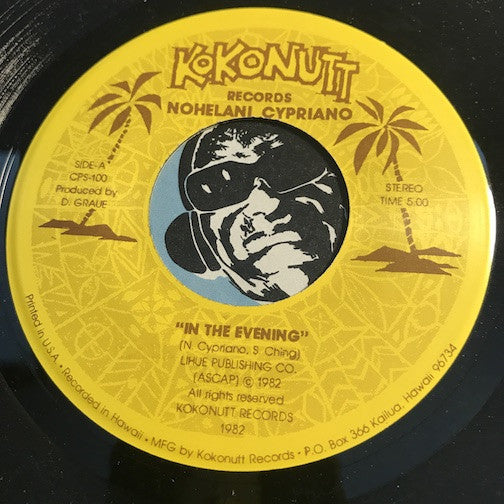 KOKONUTT
RECORDS
NOHELANI CYPRIANO
SIDE-A
CPS-100
Produced by
D. GRAUE
STEREO
TIME 5:00
"IN THE EVENING"
(N. Cypriano, S. Ching)
LIHUE PUBLISHING CO.
(ASCAP) © 1982
All rights reserved
KOKONUTT RECORDS
1982
Printed in U.S.A. • Recorded in Hawaii • MFG by Kokonutt Records • P.O. Box 366 Kailua, Hawaii 96734